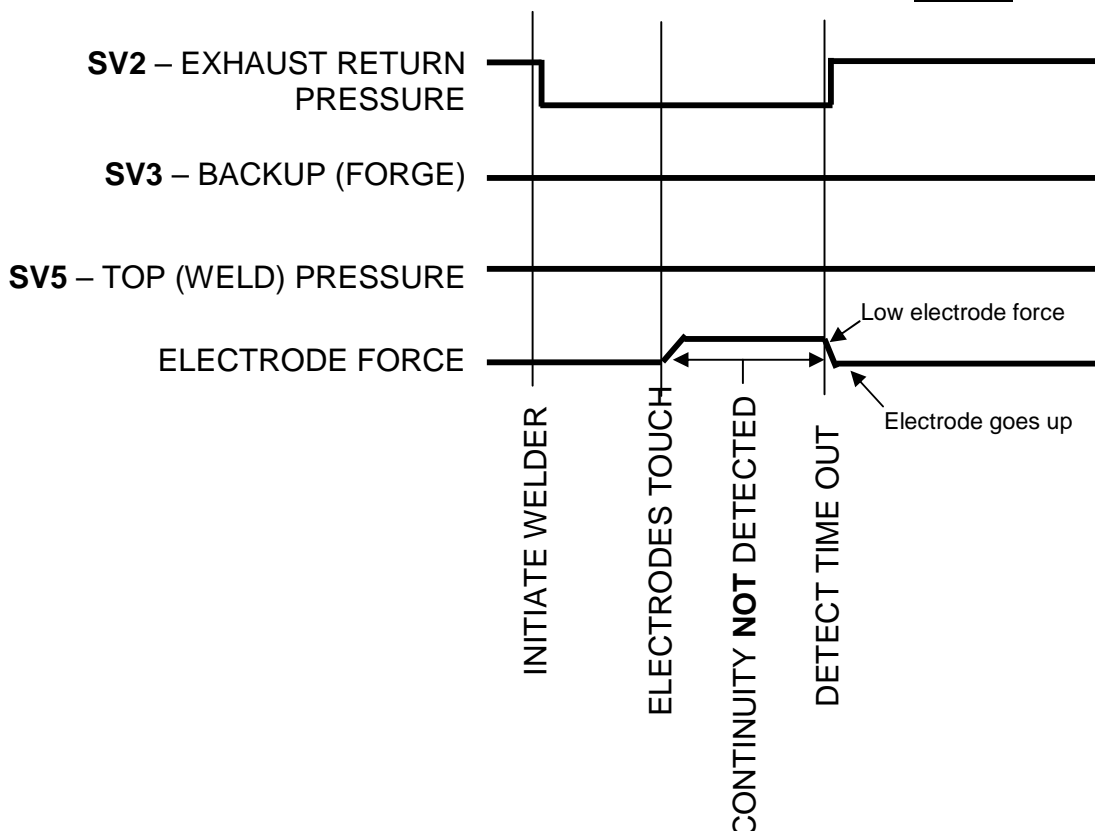 SV2 – EXHAUST RETURN
PRESSURE
SV3 – BACKUP (FORGE)
SV5 – TOP (WELD) PRESSURE
Low electrode force
ELECTRODE FORCE
Electrode goes up
INITIATE WELDER
ELECTRODES TOUCH
CONTINUITY NOT DETECTED
DETECT TIME OUT